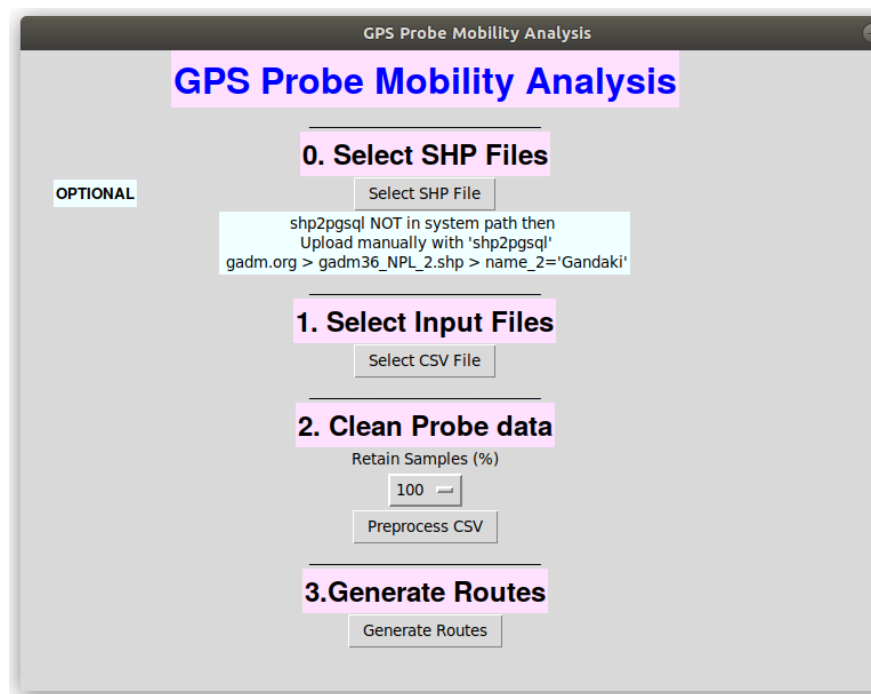 GPS Probe Mobility Analysis
GPS Probe Mobility Analysis
0. Select SHP Files
OPTIONAL
Select SHP File
shp2pgsql NOT in system path then
Upload manually with 'shp2pgsql'
gadm.org > gadm36_NPL_2.shp > name_2='Gandaki'
1. Select Input Files
Select CSV File
2. Clean Probe data
Retain Samples (%)
100
Preprocess CSV
3.Generate Routes
Generate Routes